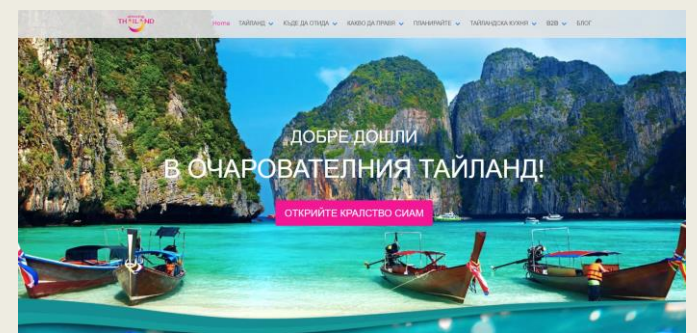 THAILAND
Home ТАЙЛАНД КЪДЕ ДА ОТИДА КАКВО ДА ПРАВЯ ПЛАНИРАЙТЕ ТАЙЛАНДСКА КУХНЯ B2B БЛОГ
ДОБРЕ ДОШЛИ
В ОЧАРОВАТЕЛНИЯ ТАЙЛАНД!
ОТКРИЙТЕ КРАЛСТВО СИАМ